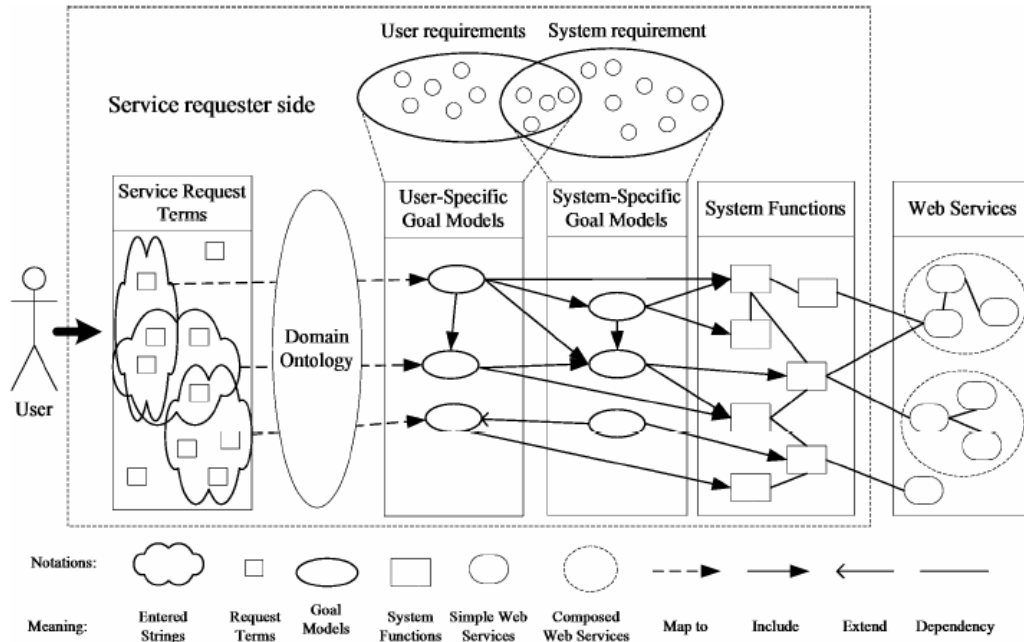 User requirements
System requirement
Service requester side
Service Request
Terms
User-Specific
Goal Models
System-Specific
Goal Models
System Functions
Web Services
Domain
Ontology
User
Notations:
Meaning:
Entered
Strings
Request
Terms
Goal
Models
System
Functions
Simple Web
Services
Composed
Web Services
Map to
Include
Extend
Dependency